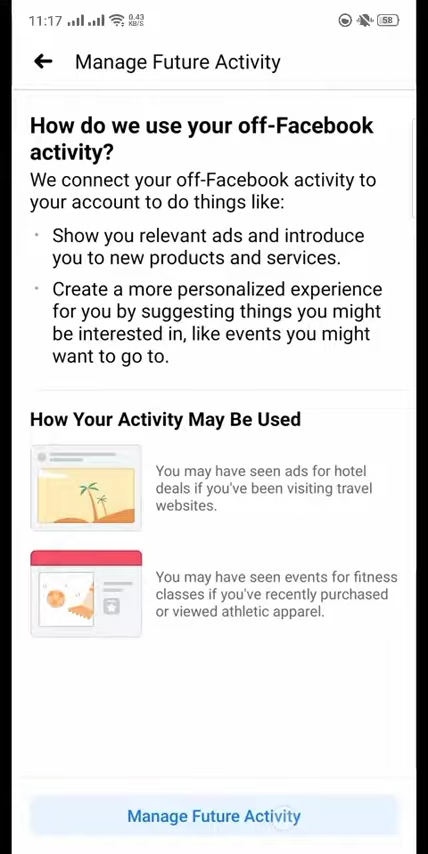 11:17
0.43
KB/S
58
Manage Future Activity
How do we use your off-Facebook
activity?
We connect your off-Facebook activity to
your account to do things like:
• Show you relevant ads and introduce
you to new products and services.
• Create a more personalized experience
for you by suggesting things you might
be interested in, like events you might
want to go to.
How Your Activity May Be Used
You may have seen ads for hotel
deals if you've been visiting travel
websites.
You may have seen events for fitness
classes if you've recently purchased
or viewed athletic apparel.
Manage Future Activity